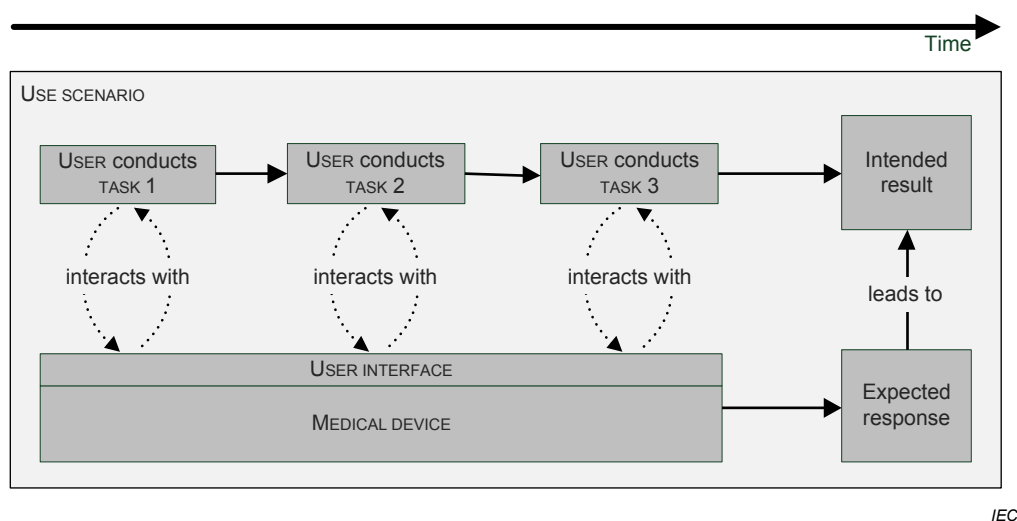 Time
USE SCENARIO
USER conducts
TASK 1
USER conducts
TASK 2
USER conducts
TASK 3
Intended
result
interacts with
interacts with
interacts with
leads to
USER INTERFACE
MEDICAL DEVICE
Expected
response
IEC